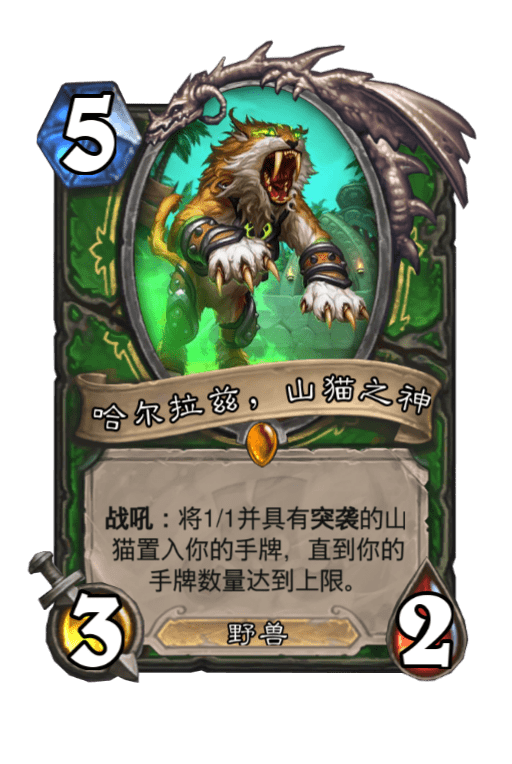 5
哈尔拉兹，山猫之神
战吼：将1/1并具有突袭的山
猫置入你的手牌，直到你的
手牌数量达到上限。
3
野兽
2